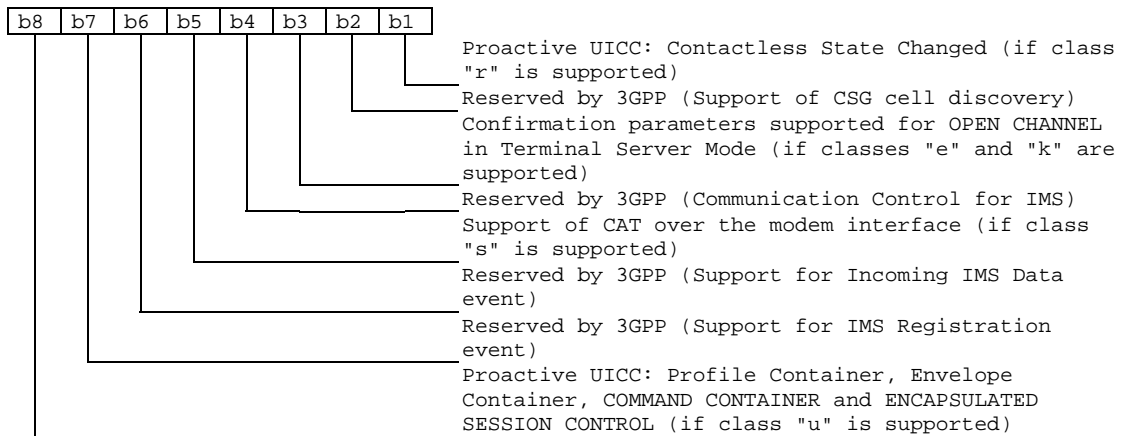 b8 b7 b6 b5 b4 b3 b2 b1
Proactive UICC: Contactless State Changed (if class
"r" is supported)
Reserved by 3GPP (Support of CSG cell discovery)
Confirmation parameters supported for OPEN CHANNEL
in Terminal Server Mode (if classes "e" and "k" are
supported)
Reserved by 3GPP (Communication Control for IMS)
Support of CAT over the modem interface (if class
"s" is supported)
Reserved by 3GPP (Support for Incoming IMS Data
event)
Reserved by 3GPP (Support for IMS Registration
event)
Proactive UICC: Profile Container, Envelope
Container, COMMAND CONTAINER and ENCAPSULATED
SESSION CONTROL (if class "u" is supported)